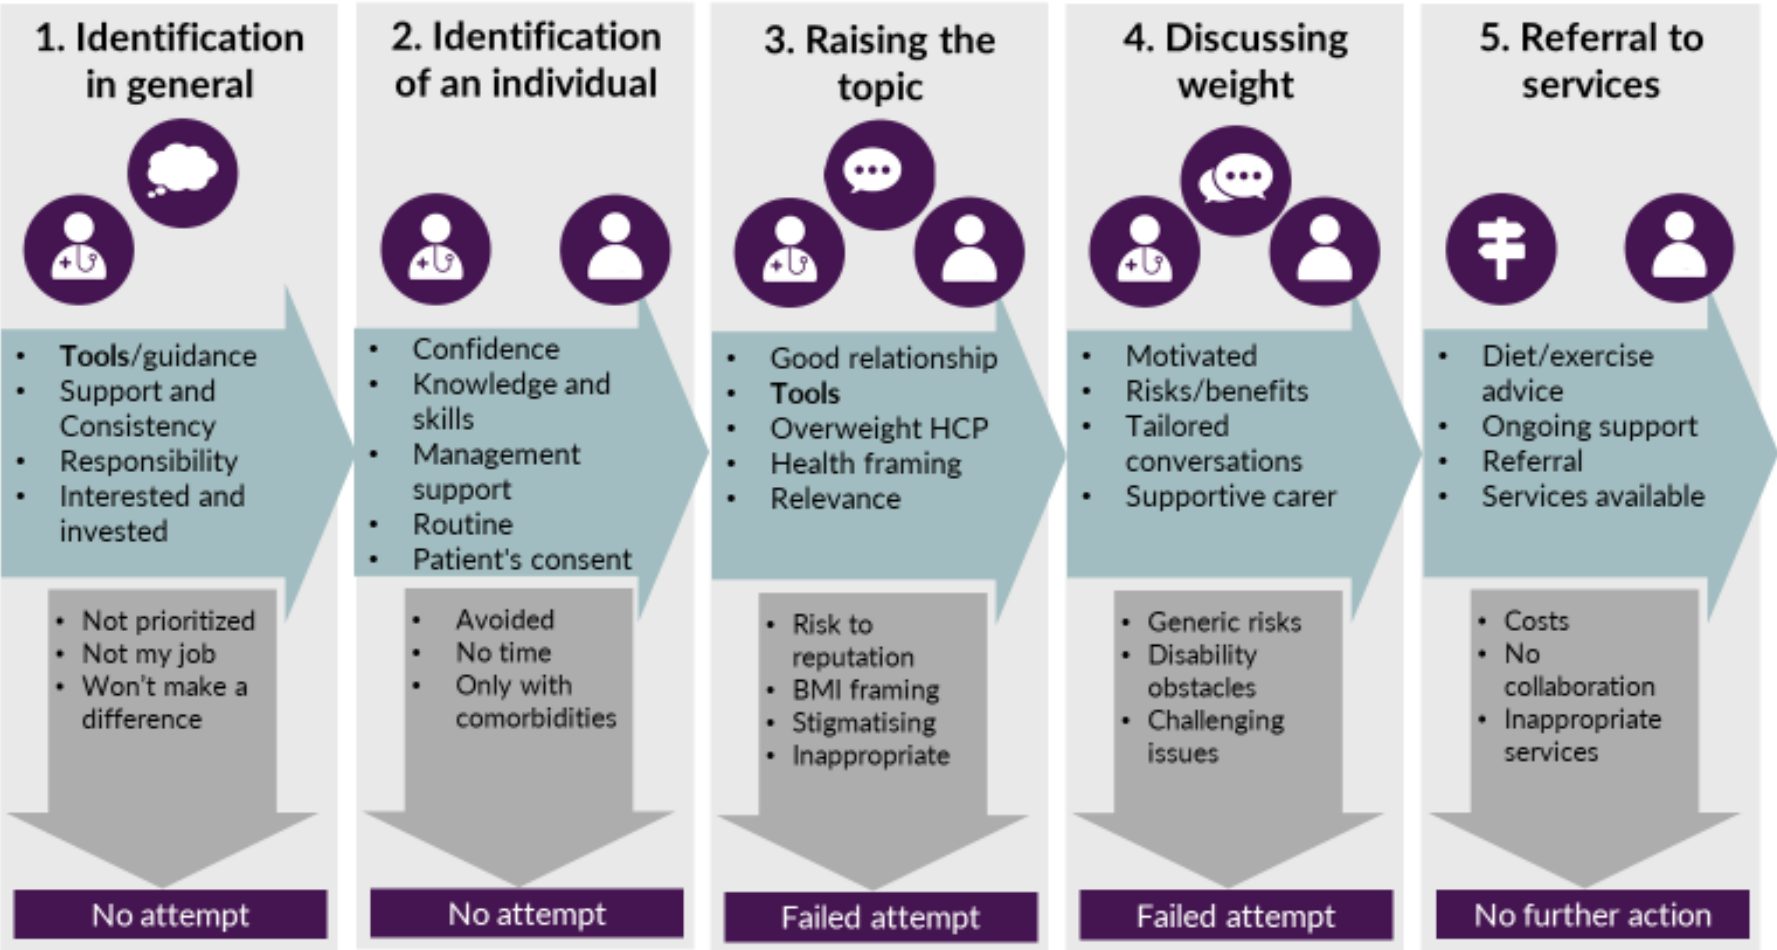 1. Identification
in general
• Tools/guidance
• Support and
Consistency
• Responsibility
• Interested and
invested
• Not prioritized
• Not my job
• Won't make a
difference
No attempt
2. Identification
of an individual
• Confidence
• Knowledge and
skills
• Management
support
• Routine
• Patient's consent
• Avoided
• No time
• Only with
comorbidities
No attempt
3. Raising the
topic
• Good relationship
• Tools
• Overweight HCP
• Health framing
• Relevance
• Risk to
reputation
• BMI framing
• Stigmatising
• Inappropriate
Failed attempt
4. Discussing
weight
• Motivated
• Risks/benefits
• Tailored
conversations
• Supportive carer
• Generic risks
• Disability
obstacles
• Challenging
issues
Failed attempt
5. Referral to
services
• Diet/exercise
advice
• Ongoing support
• Referral
• Services available
• Costs
• No
collaboration
• Inappropriate
services
No further action